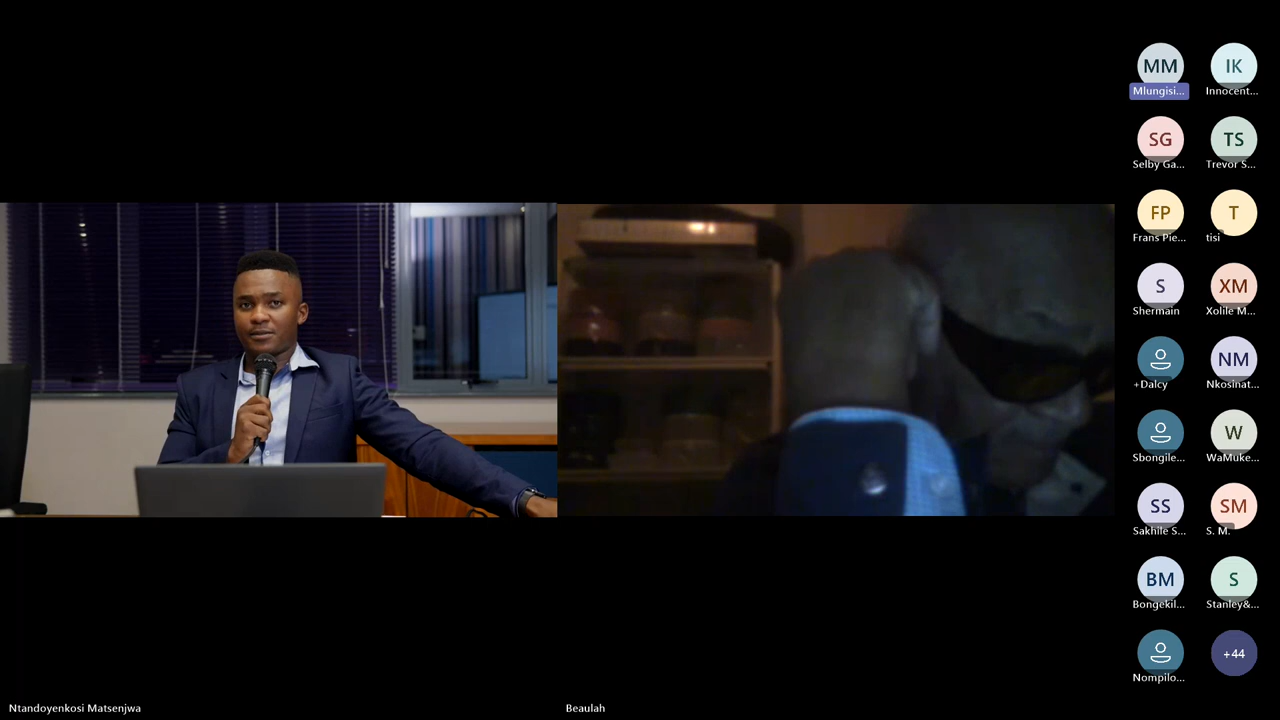 MM
IK
Mlungisi...
Innocent...
SG
TS
Selby Ga...
Trevor S...
FP
T
Frans Pie...
tisi
S
XM
Shermain
Xolile M...
NM
+Dalcy
Nkosinat...
W
Sbongile...
WaMuke...
SS
SM
Sakhile S...
S. M.
BM
S
Bongekil...
Stanley&...
+44
Nompilo...
Ntandoyenkosi Matsenjwa
Beaulah